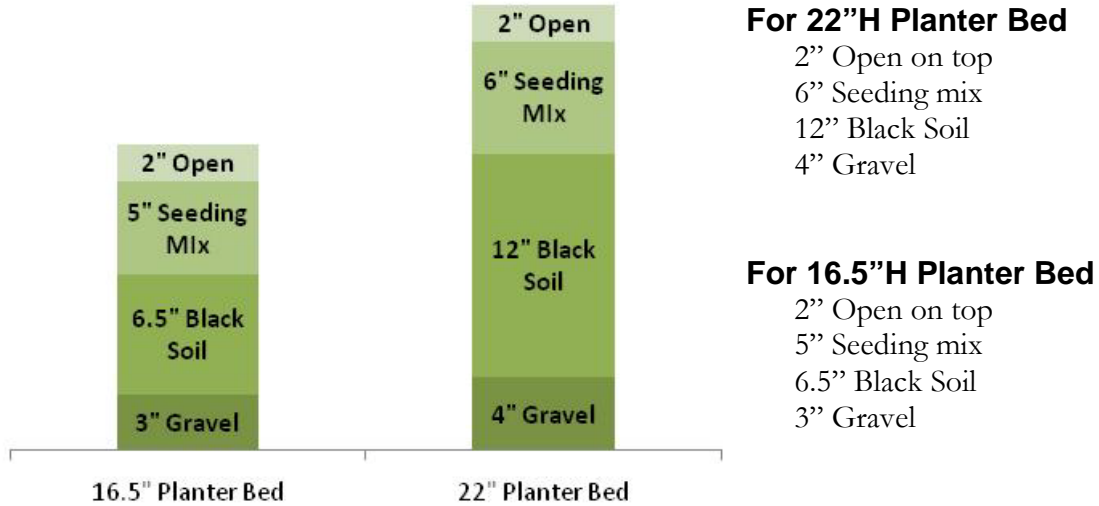 2" Open
6" Seeding
MIx
12" Black
Soil
4" Gravel
2" Open
5" Seeding
MIx
6.5" Black
Soil
3" Gravel
16.5" Planter Bed
22" Planter Bed
For 22”H Planter Bed
2” Open on top
6” Seeding mix
12” Black Soil
4” Gravel
For 16.5”H Planter Bed
2” Open on top
5” Seeding mix
6.5” Black Soil
3” Gravel